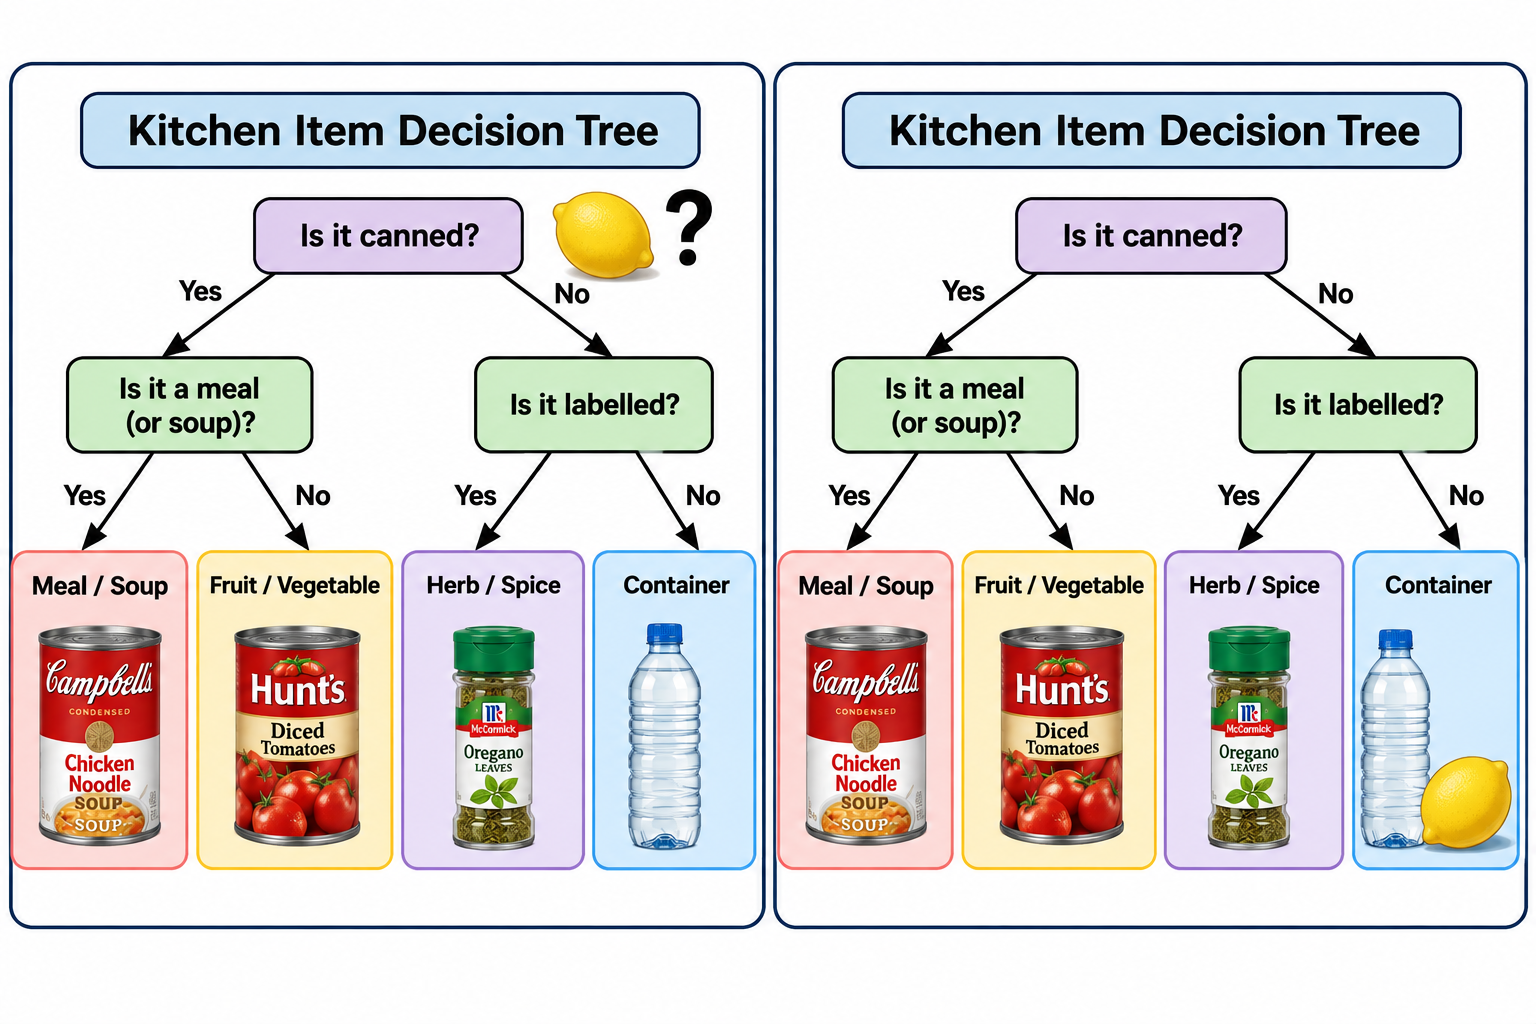 Kitchen Item Decision Tree
Is it canned?
?
Yes
No
Is it a meal
(or soup)?
Is it labelled?
Yes
No
Yes
No
Meal / Soup
Fruit / Vegetable
Herb / Spice
Container
Campbell's
CONDENSED
Chicken
Noodle
SOUP
SOUP
Hunt's
Diced
Tomatoes
Mc
McCormick
Oregano
LEAVES
Kitchen Item Decision Tree
Is it canned?
Yes
No
Is it a meal
(or soup)?
Is it labelled?
Yes
No
Yes
No
Meal / Soup
Fruit / Vegetable
Herb / Spice
Container
Campbell's
CONDENSED
Chicken
Noodle
SOUP
SOUP
Hunt's
Diced
Tomatoes
Mc
McCormick
Oregano
LEAVES